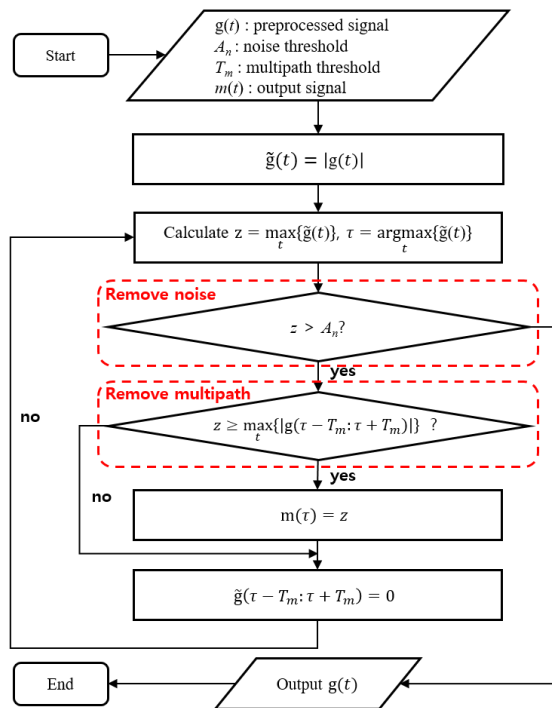 Start
g(t) : preprocessed signal
Aₙ : noise threshold
Tₘ : multipath threshold
m(t) : output signal
g̃(t) = |g(t)|
Calculate z = max{g̃(t)}, τ = argmax{g̃(t)}
t t
Remove noise
z > Aₙ?
yes
Remove multipath
no
z ≥ max{|g(τ − Tₘ: τ + Tₘ)|} ?
t
yes
no
m(τ) = z
g̃(τ − Tₘ: τ + Tₘ) = 0
End
Output g(t)